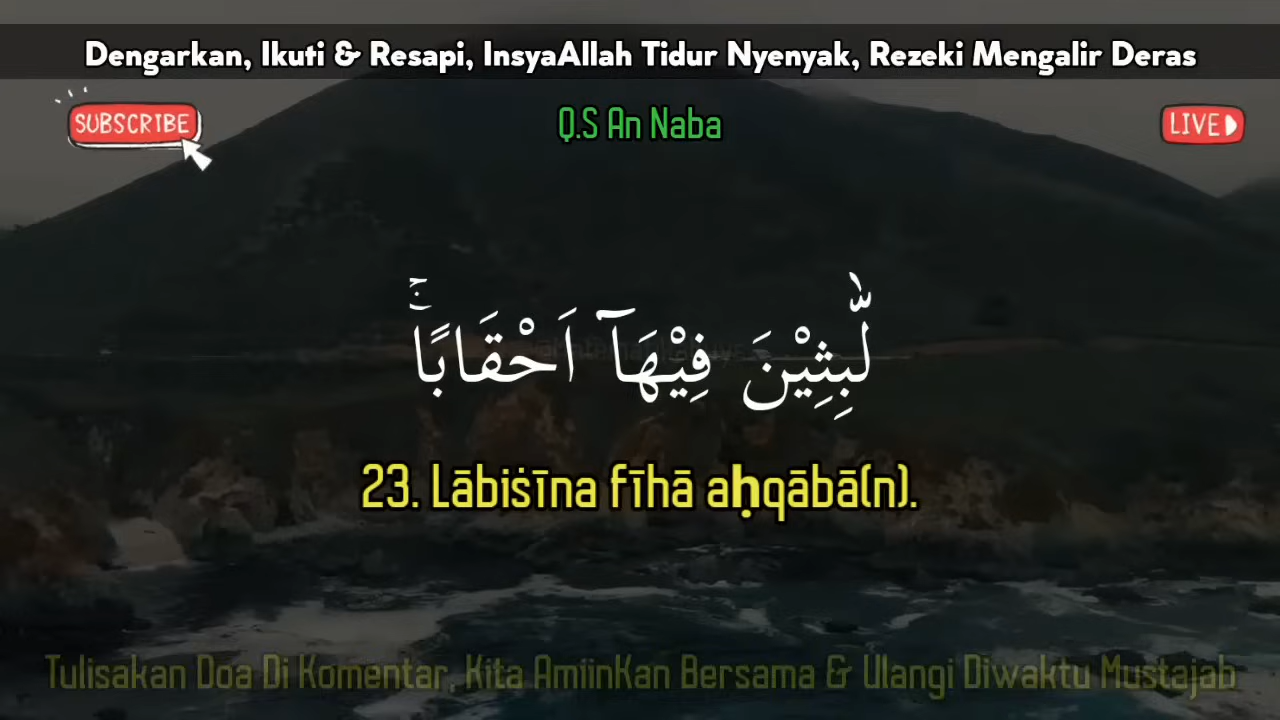 Dengarkan, Ikuti & Resapi, InsyaAllah Tidur Nyenyak, Rezeki Mengalir Deras
SUBSCRIBE
Q.S An Naba
LIVE
لّٰبِثِيْنَ فِيْهَآ اَحْقَابًاۚ
23. Lābiṡīna fīhā aḥqābā(n).
Tulisakan Doa Di Komentar, Kita AmiinKan Bersama & Ulangi Diwaktu Mustajab